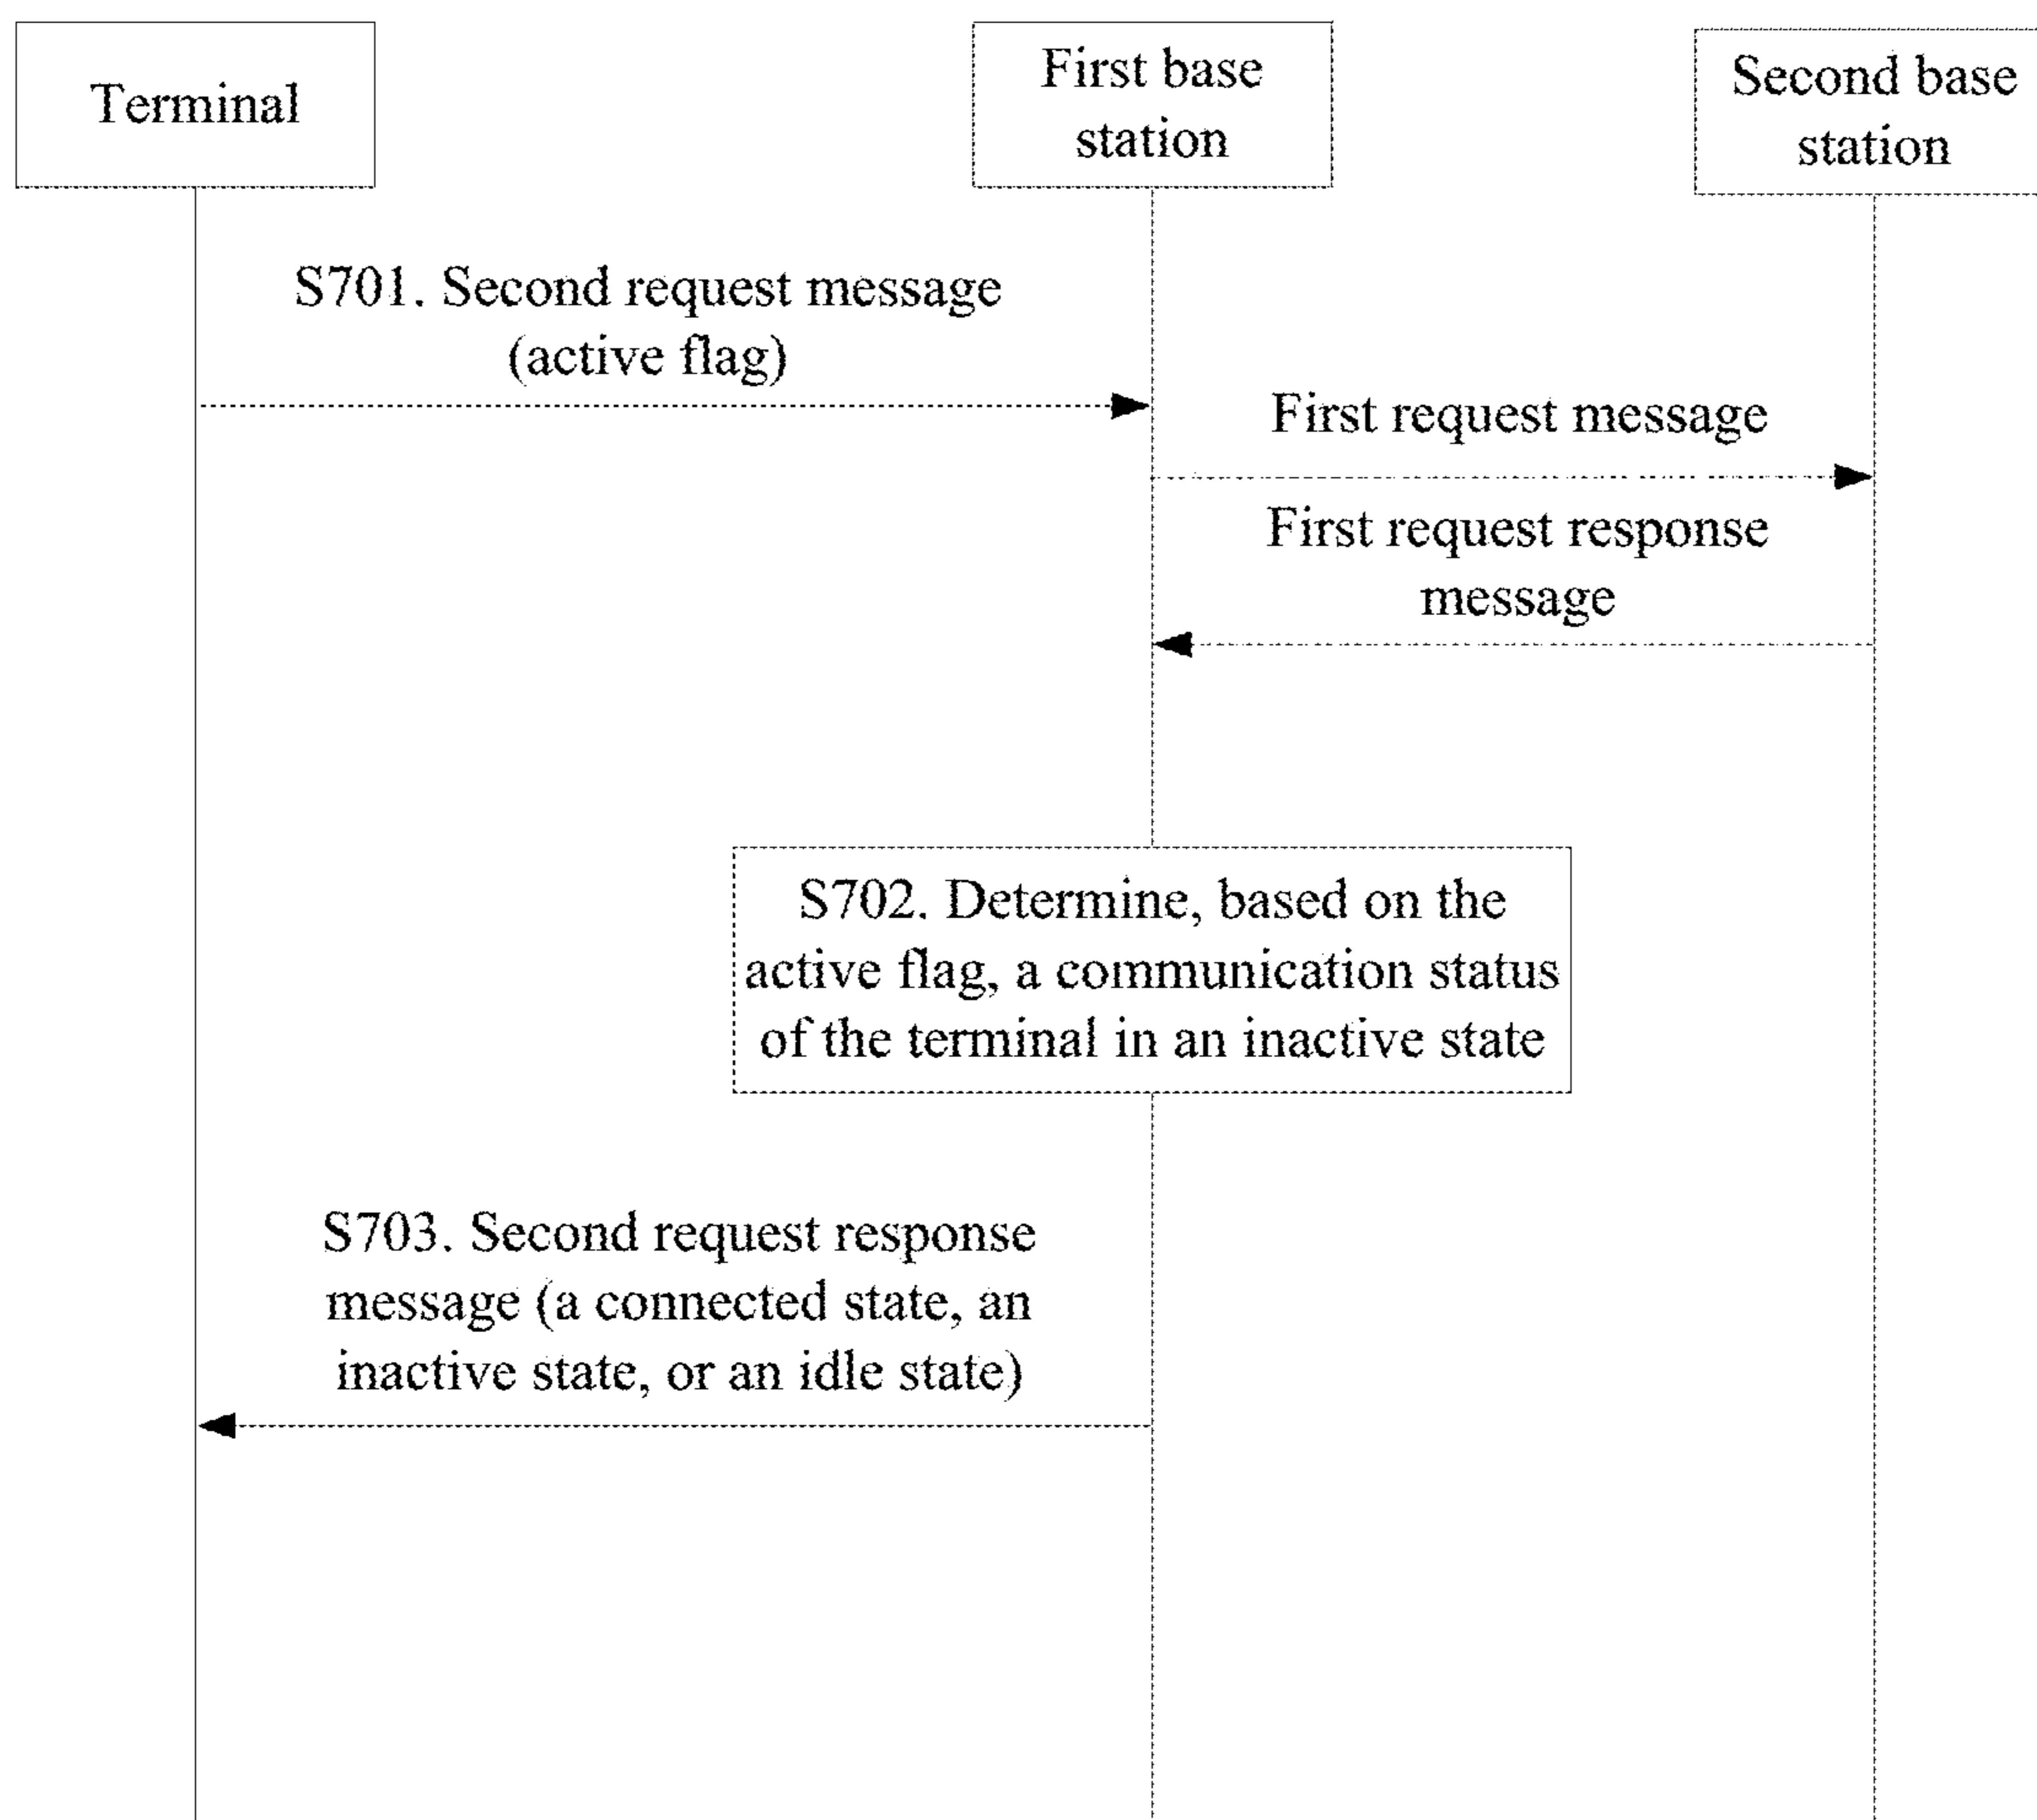 Terminal
First base
station
Second base
station
S701. Second request message
(active flag)
First request message
First request response
message
S702. Determine, based on the
active flag, a communication status
of the terminal in an inactive state
S703. Second request response
message (a connected state, an
inactive state, or an idle state)